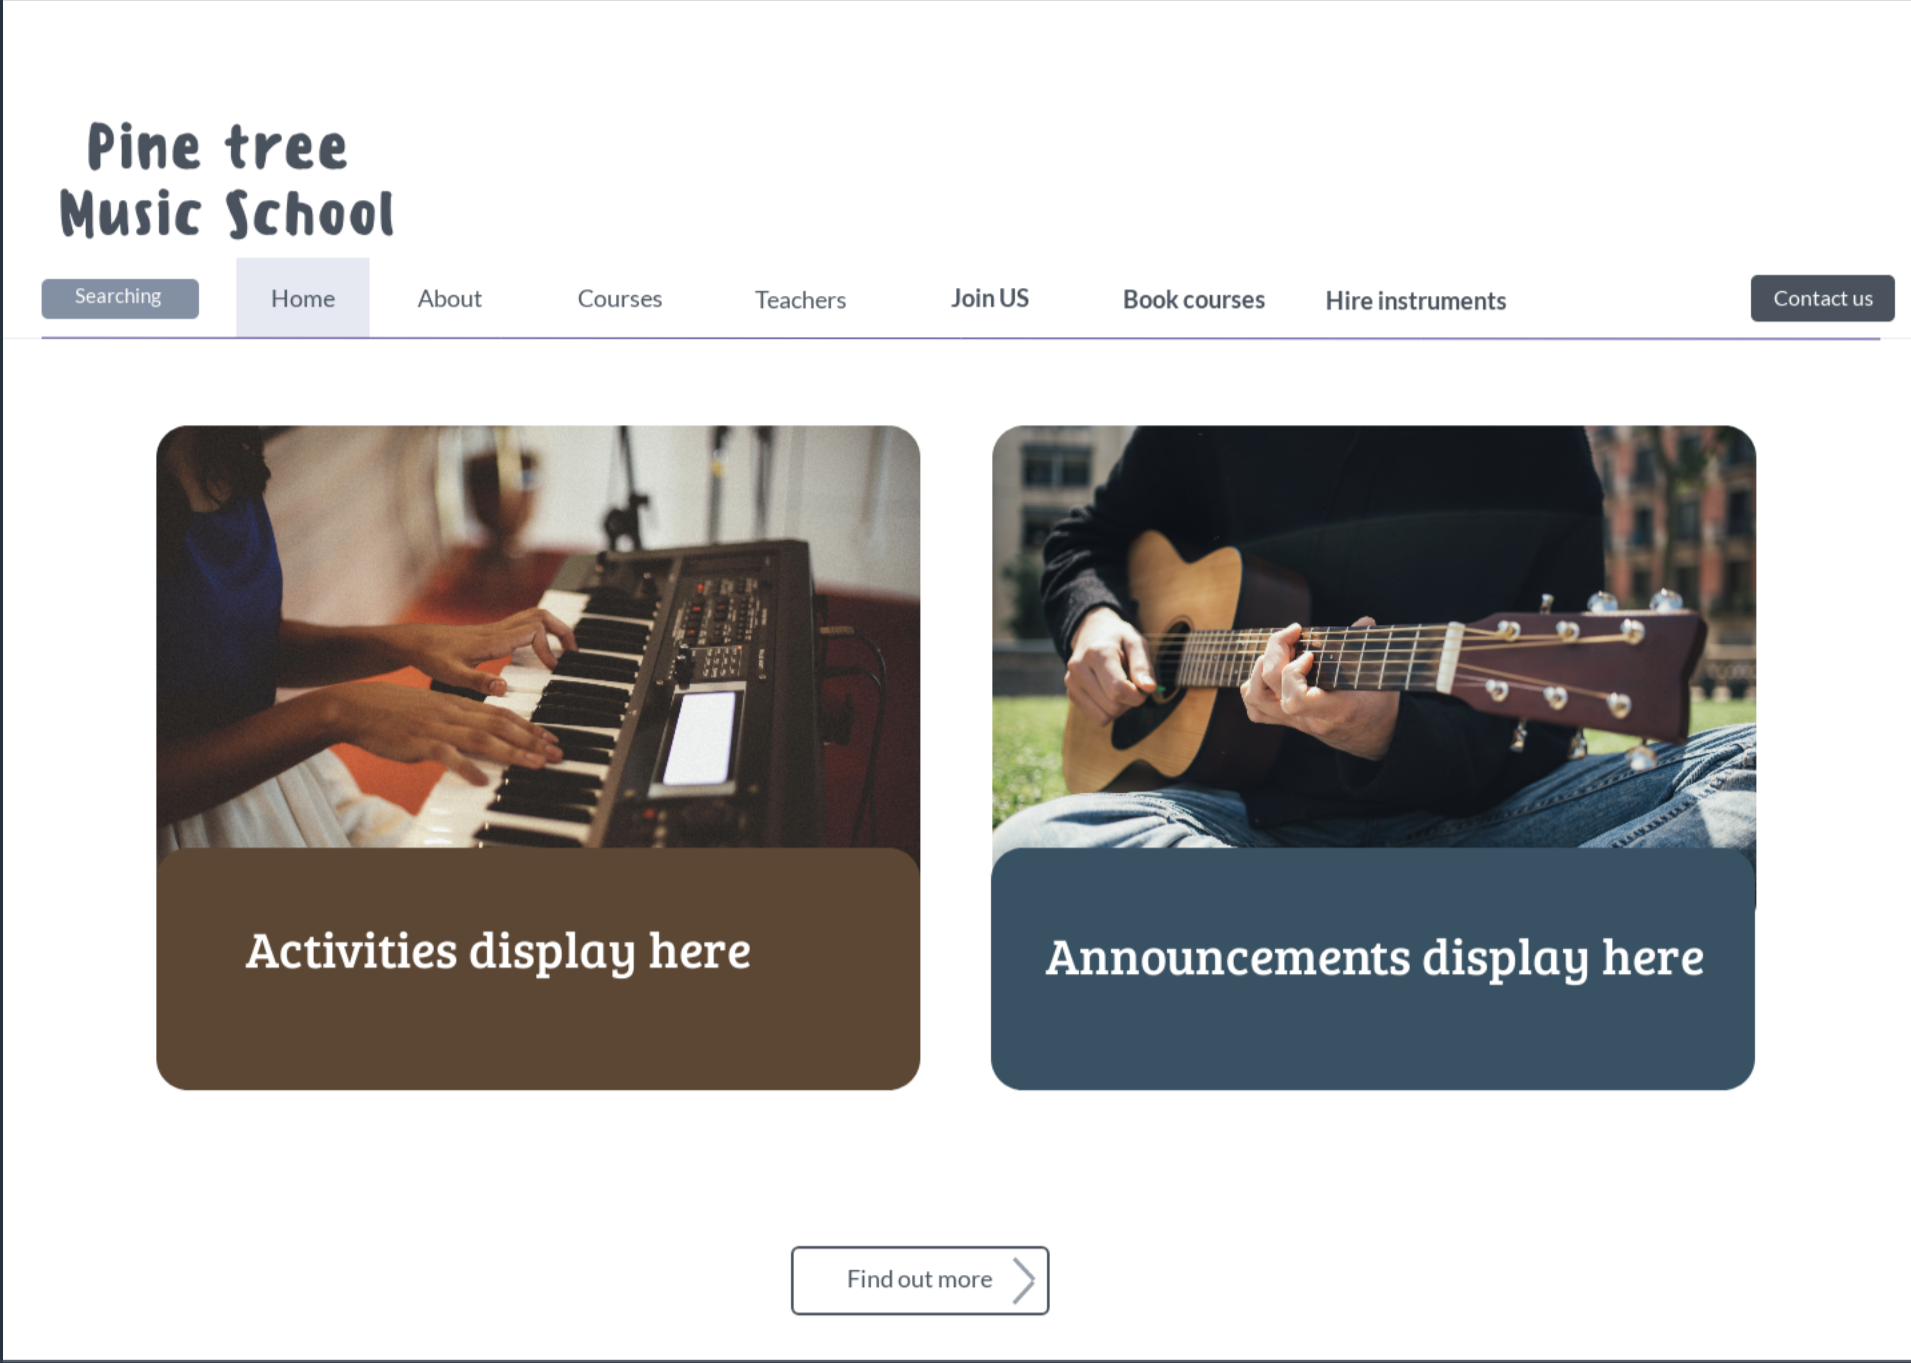 Pine tree
Music School
Searching
Home
About
Courses
Teachers
Join US
Book courses
Hire instruments
Contact us
Activities display here
Announcements display here
Find out more